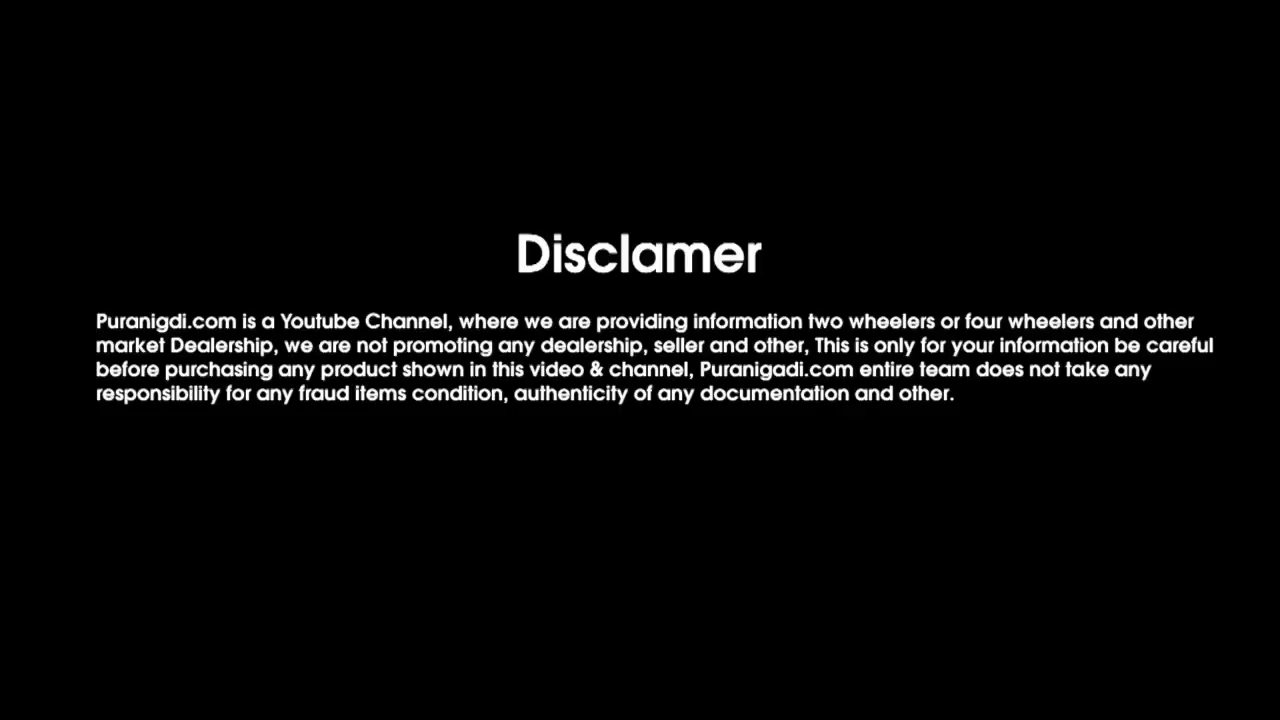 Disclamer
Puranigdi.com is a Youtube Channel, where we are providing information two wheelers or four wheelers and other
market Dealership, we are not promoting any dealership, seller and other, This is only for your information be careful
before purchasing any product shown in this video & channel, Puranigadi.com entire team does not take any
responsibility for any fraud items condition, authenticity of any documentation and other.